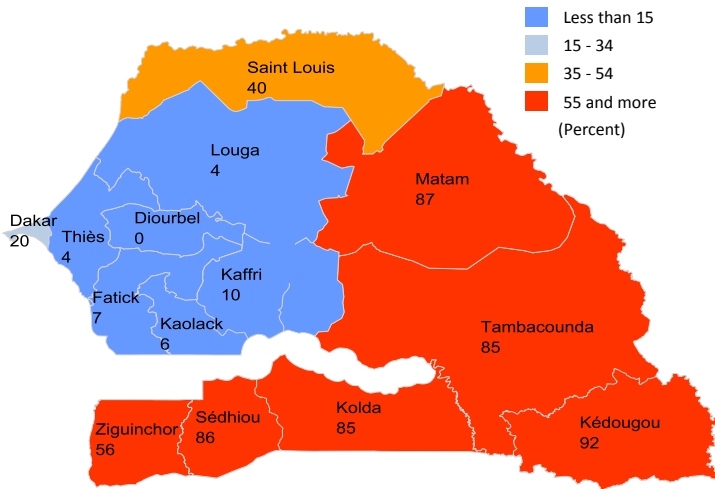 Less than 15
15 - 34
35 - 54
55 and more
(Percent)
Saint Louis
40
Louga
4
Matam
87
Dakar
20
Thiès
4
Diourbel
0
Kaffri
10
Fatick
7
Kaolack
6
Tambacounda
85
Ziguinchor
56
Sédhiou
86
Kolda
85
Kédougou
92